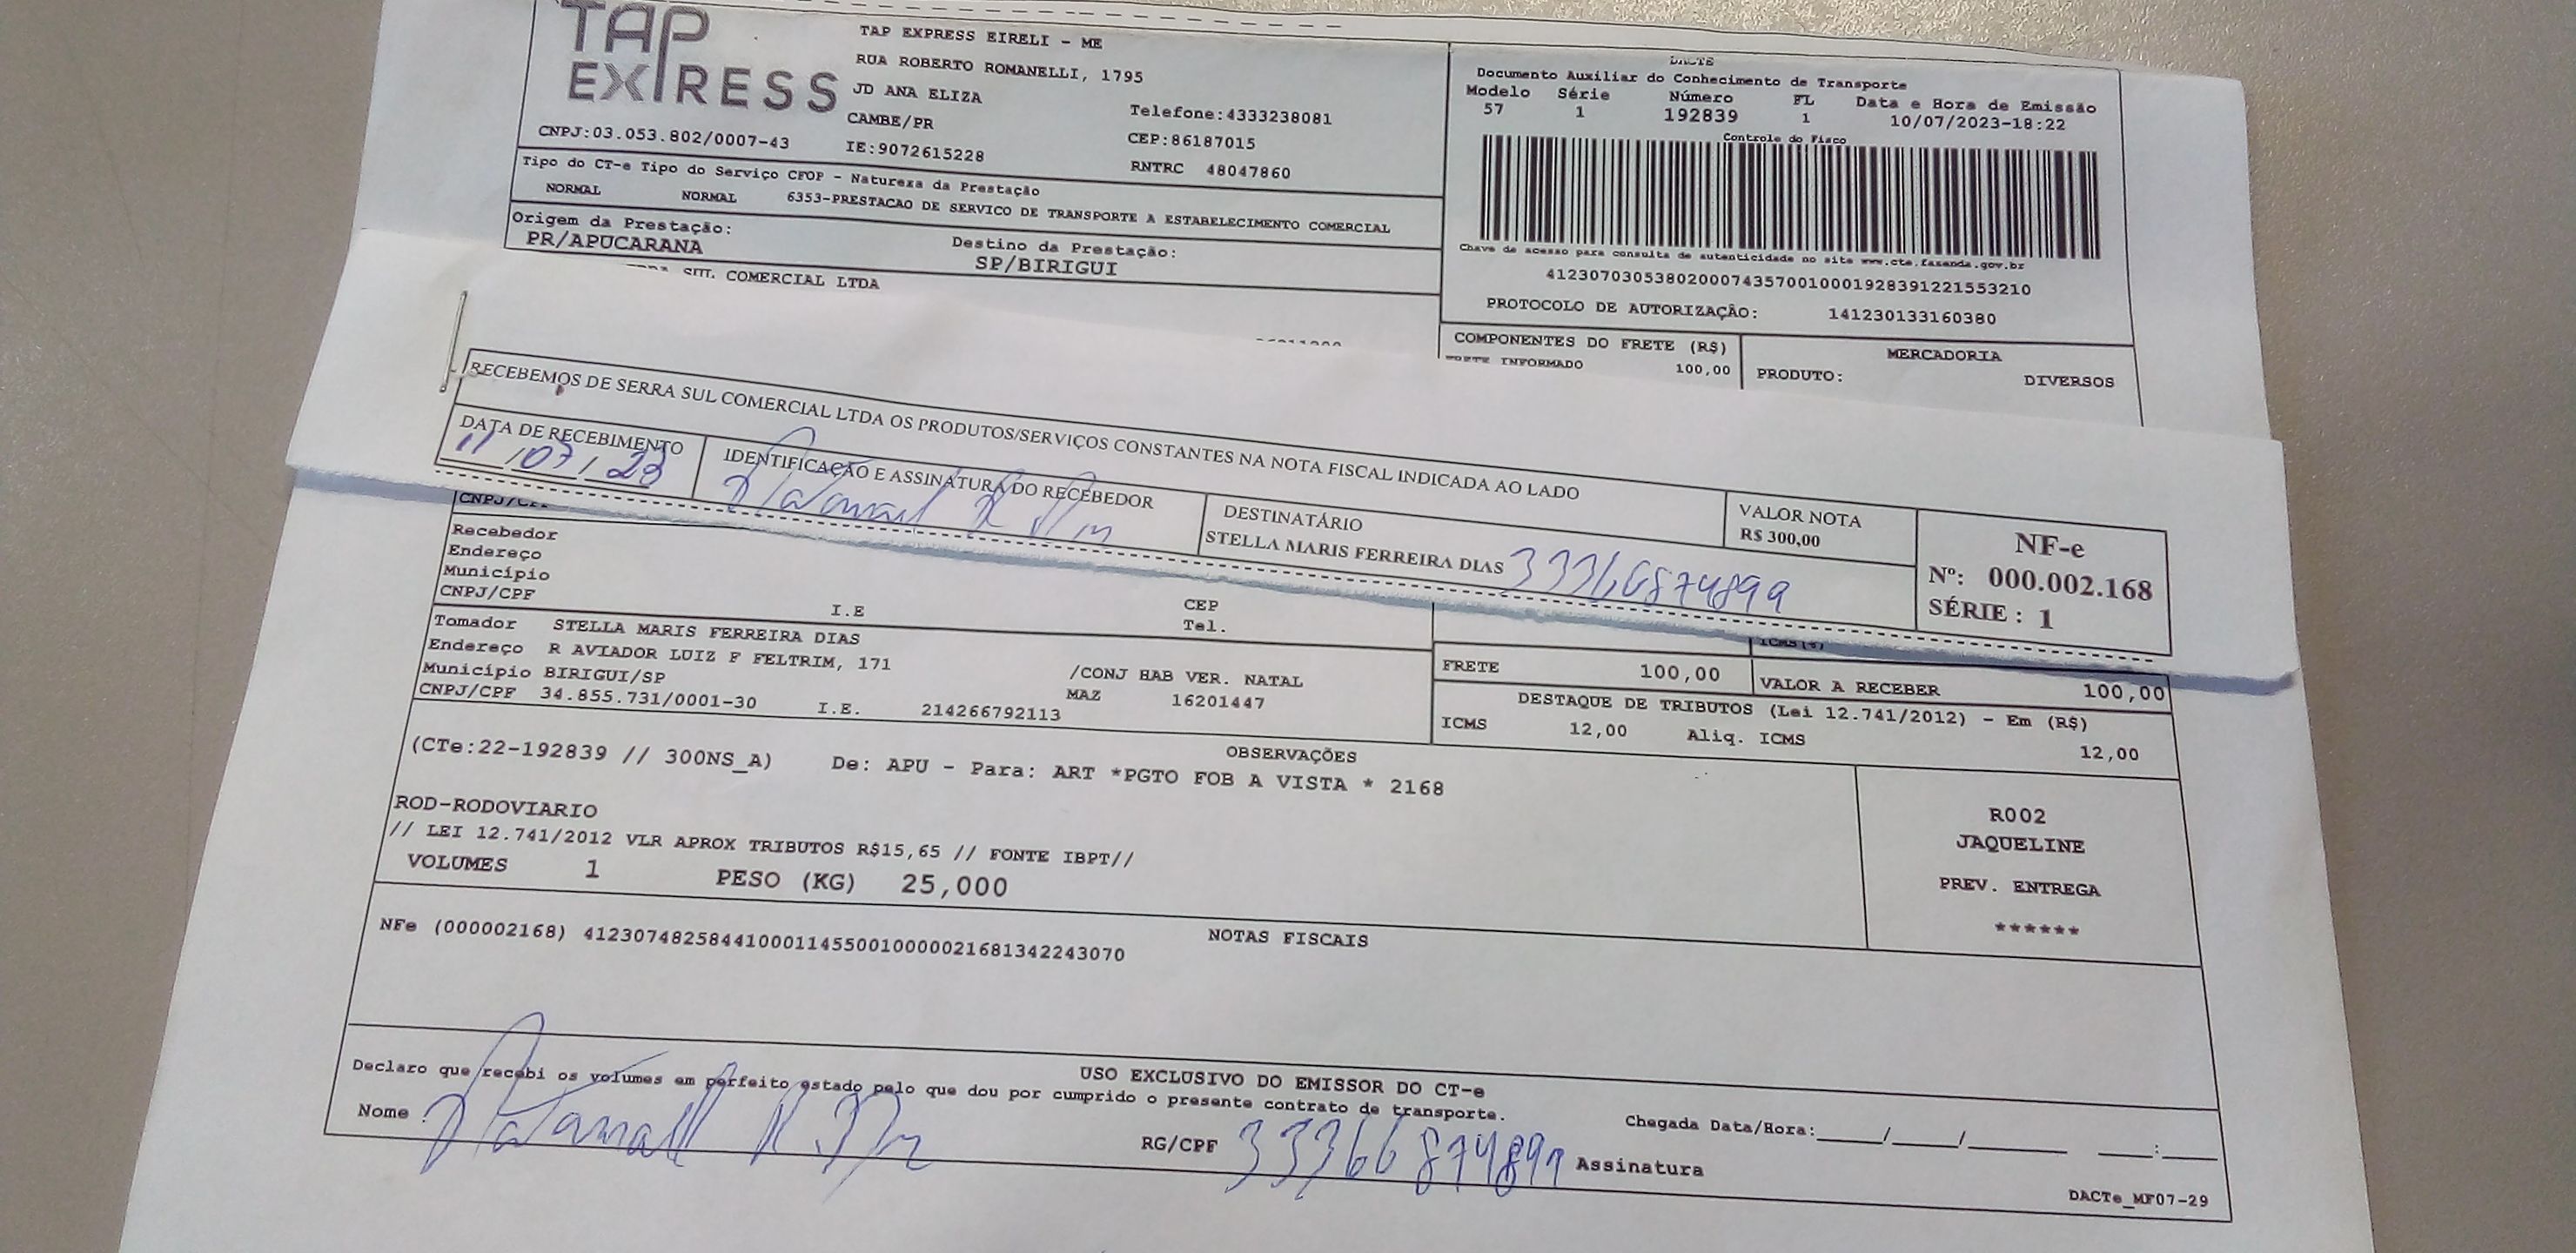 TAP EXPRESS
TAP EXPRESS EIRELI - ME
RUA ROBERTO ROMANELLI, 1795
JD ANA ELIZA
CAMBE/PR
Telefone:4333238081
CEP:86187015
CNPJ:03.053.802/0007-43
IE:9072615228
RNTRC 48047860
Tipo do CT-e Tipo do Serviço CFOP - Natureza da Prestação
NORMAL NORMAL 6353-PRESTACAO DE SERVICO DE TRANSPORTE A ESTABELECIMENTO COMERCIAL
Origem da Prestação:
PR/APUCARANA
Destino da Prestação:
SP/BIRIGUI
SUL COMERCIAL LTDA
DACTE
Documento Auxiliar do Conhecimento de Transporte
Modelo Série Número FL Data e Hora de Emissão
57 1 192839 1 10/07/2023-18:22
Controle do Fisco
Chave de acesso para consulta de autenticidade no site www.cte.fazenda.gov.br
41230703053802000743570010001928391221553210
PROTOCOLO DE AUTORIZAÇÃO: 141230133160380
COMPONENTES DO FRETE (R$)
FRETE INFORMADO 100,00
MERCADORIA
PRODUTO: DIVERSOS
RECEBEMOS DE SERRA SUL COMERCIAL LTDA OS PRODUTOS/SERVIÇOS CONSTANTES NA NOTA FISCAL INDICADA AO LADO
DATA DE RECEBIMENTO
11/07/23
IDENTIFICAÇÃO E ASSINATURA DO RECEBEDOR
DESTINATÁRIO
STELLA MARIS FERREIRA DIAS
33366874899
VALOR NOTA
R$ 300,00
NF-e
Nº: 000.002.168
SÉRIE : 1
CNPJ/CPF
Recebedor
Endereço
Município
CNPJ/CPF
I.E
CEP
Tel.
Tomador STELLA MARIS FERREIRA DIAS
Endereço R AVIADOR LUIZ F FELTRIM, 171 /CONJ HAB VER. NATAL
Município BIRIGUI/SP MAZ 16201447
CNPJ/CPF 34.855.731/0001-30 I.E. 214266792113
FRETE 100,00
VALOR A RECEBER 100,00
DESTAQUE DE TRIBUTOS (Lei 12.741/2012) - Em (R$)
ICMS 12,00 Aliq. ICMS 12,00
OBSERVAÇÕES
(CTe:22-192839 // 300NS_A) De: APU - Para: ART *PGTO FOB A VISTA * 2168
ROD-RODOVIARIO
// LEI 12.741/2012 VLR APROX TRIBUTOS R$15,65 // FONTE IBPT//
VOLUMES 1 PESO (KG) 25,000
R002
JAQUELINE
PREV. ENTREGA
******
NOTAS FISCAIS
NFe (000002168) 41230748258441000114550010000021681342243070
USO EXCLUSIVO DO EMISSOR DO CT-e
Declaro que recebi os volumes em perfeito estado pelo que dou por cumprido o presente contrato de transporte.
Nome
RG/CPF 33366874899
Assinatura
Chegada Data/Hora:_____/_____/_______ ____:____
DACTe_MF07-29